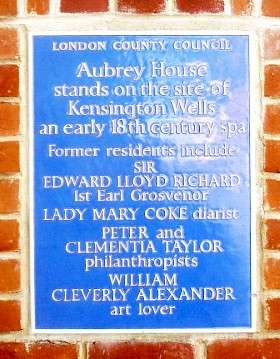 LONDON COUNTY COUNCIL
Aubrey House
stands on the site of
Kensington Wells
an early 18th century spa
Former residents include
SIR
EDWARD LLOYD RICHARD
1st Earl Grosvenor
LADY MARY COKE diarist
PETER and
CLEMENTIA TAYLOR
philanthropists
WILLIAM
CLEVERLY ALEXANDER
art lover